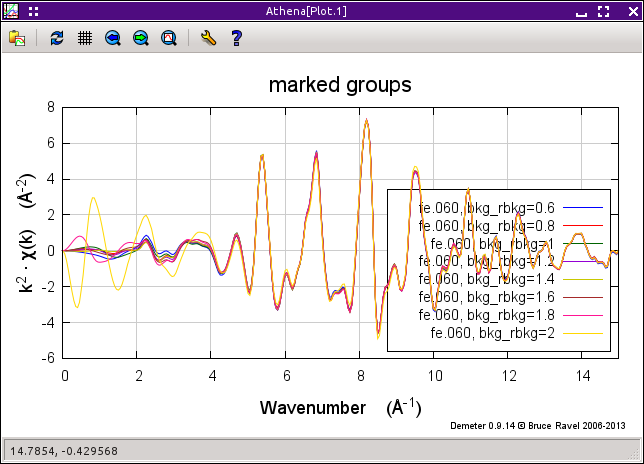 Athena[Plot.1]
marked groups
k² · χ(k) (Å⁻²)
8
6
4
2
0
-2
-4
-6
fe.060, bkg_rbkg=0.6
fe.060, bkg_rbkg=0.8
fe.060, bkg_rbkg=1
fe.060, bkg_rbkg=1.2
fe.060, bkg_rbkg=1.4
fe.060, bkg_rbkg=1.6
fe.060, bkg_rbkg=1.8
fe.060, bkg_rbkg=2
0 2 4 6 8 10 12 14
Wavenumber (Å⁻¹)
Demeter 0.9.14 © Bruce Ravel 2006-2013
14.7854, -0.429568